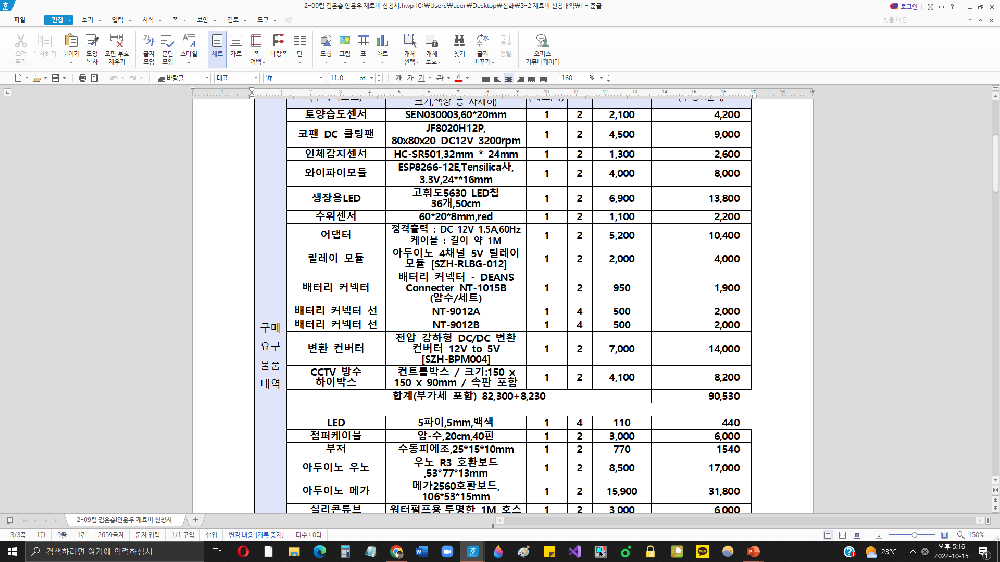 2-09팀 김은총|안윤우 재료비 신청서.hwp [C:₩Users₩user₩Desktop₩산학₩3-2 재료비 신청내역₩] - 한글
로그인
파일 편집 보기 입력 서식 쪽 보안 검토 도구
찾을 내용
오려 두기
복사하기
붙이기
모양 복사
조판 부호 지우기
글자 모양
문단 모양
스타일
세로
가로
쪽 여백
바탕쪽
단
도형
그림
표
차트
개체 선택
개체 보호
찾기
글자 바꾸기
정렬
오피스 커뮤니케이터
바탕글 대표 11.0 pt 가 가 가 가 가 160 %
1 1 2 3 4 5 6 7 8 9 10 11 12 13 14 15 16 17 18 19
크기,색상 등 자세히)
토양습도센서 SEN030003,60*20mm 1 2 2,100 4,200
코팬 DC 쿨링팬 JF8020H12P, 80x80x20 DC12V 3200rpm 1 2 4,500 9,000
인체감지센서 HC-SR501,32mm * 24mm 1 2 1,300 2,600
와이파이모듈 ESP8266-12E,Tensilica사, 3.3V,24**16mm 1 2 4,000 8,000
생장용LED 고휘도5630 LED칩 36개,50cm 1 2 6,900 13,800
수위센서 60*20*8mm,red 1 2 1,100 2,200
어댑터 정격출력 : DC 12V 1.5A,60Hz 케이블 : 길이 약 1M 1 2 5,200 10,400
릴레이 모듈 아두이노 4채널 5V 릴레이 모듈 [SZH-RLBG-012] 1 2 2,000 4,000
배터리 커넥터 배터리 커넥터 - DEANS Connecter NT-1015B (암수/세트) 1 2 950 1,900
배터리 커넥터 선 NT-9012A 1 4 500 2,000
배터리 커넥터 선 NT-9012B 1 4 500 2,000
변환 컨버터 전압 강하형 DC/DC 변환 컨버터 12V to 5V [SZH-BPM004] 1 2 7,000 14,000
CCTV 방수 하이박스 컨트롤박스 / 크기:150 x 150 x 90mm / 속판 포함 1 2 4,100 8,200
합계(부가세 포함) 82,300+8,230 90,530
LED 5파이,5mm,백색 1 4 110 440
점퍼케이블 암-수,20cm,40핀 1 2 3,000 6,000
부저 수동피에조,25*15*10mm 1 2 770 1540
아두이노 우노 우노 R3 호환보드 ,53*77*13mm 1 2 8,500 17,000
아두이노 메가 메가2560호환보드, 106*53*15mm 1 2 15,900 31,800
실리콘튜브 워터펌프용,투명한 1M 호스 1 2 3,000 6,000
구매
요구
물품
내역
2-09팀 김은총|안윤우 재료비 신청서
3/3쪽 1단 9줄 1칸 2659글자 문자 입력 1/1 구역 삽입 변경 내용 [기록 중지] 타수 : 0타 150%
검색하려면 여기에 입력하십시
23°C
오후 5:16
2022-10-15
1